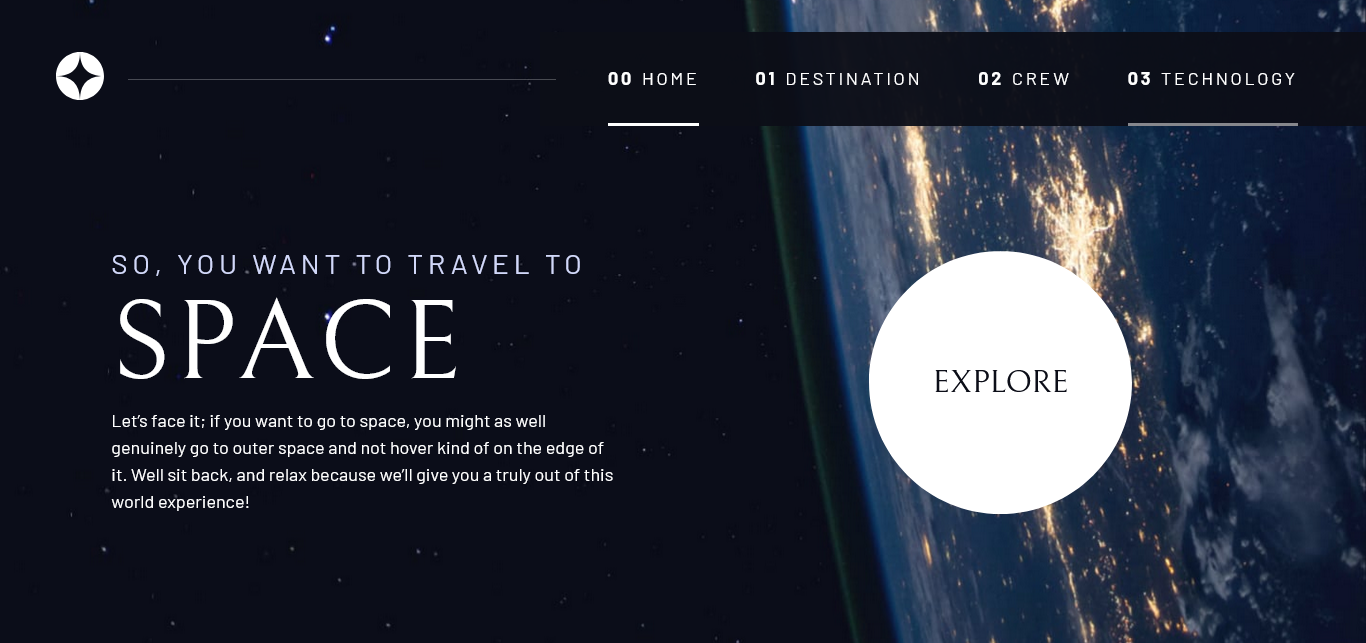 00 HOME 01 DESTINATION 02 CREW 03 TECHNOLOGY
SO, YOU WANT TO TRAVEL TO
SPACE
Let’s face it; if you want to go to space, you might as well
genuinely go to outer space and not hover kind of on the edge of
it. Well sit back, and relax because we’ll give you a truly out of this
world experience!
EXPLORE